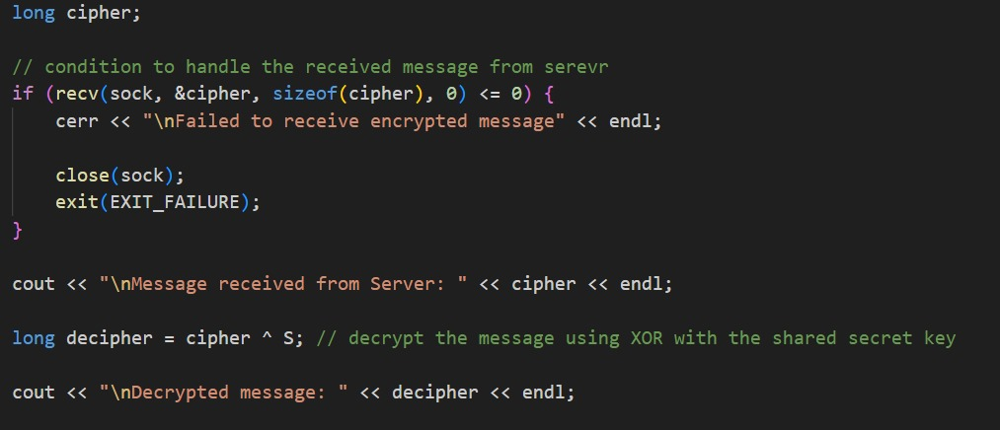 long cipher;
// condition to handle the received message from serevr
if (recv(sock, &cipher, sizeof(cipher), 0) <= 0) {
    cerr << "\nFailed to receive encrypted message" << endl;
    close(sock);
    exit(EXIT_FAILURE);
}
cout << "\nMessage received from Server: " << cipher << endl;
long decipher = cipher ^ S; // decrypt the message using XOR with the shared secret key
cout << "\nDecrypted message: " << decipher << endl;